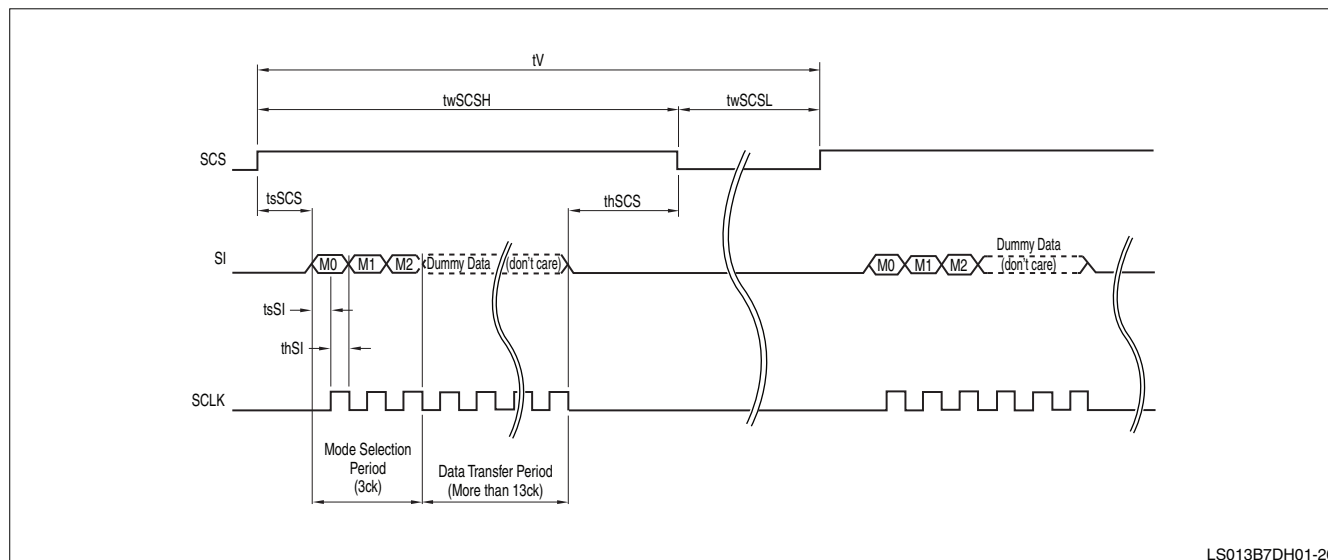 tV
twSCSH
twSCSL
SCS
tsSCS
thSCS
SI
M0
M1
M2
Dummy Data
(don't care)
M0
M1
M2
Dummy Data
(don't care)
tsSI
thSI
SCLK
Mode Selection
Period
(3ck)
Data Transfer Period
(More than 13ck)